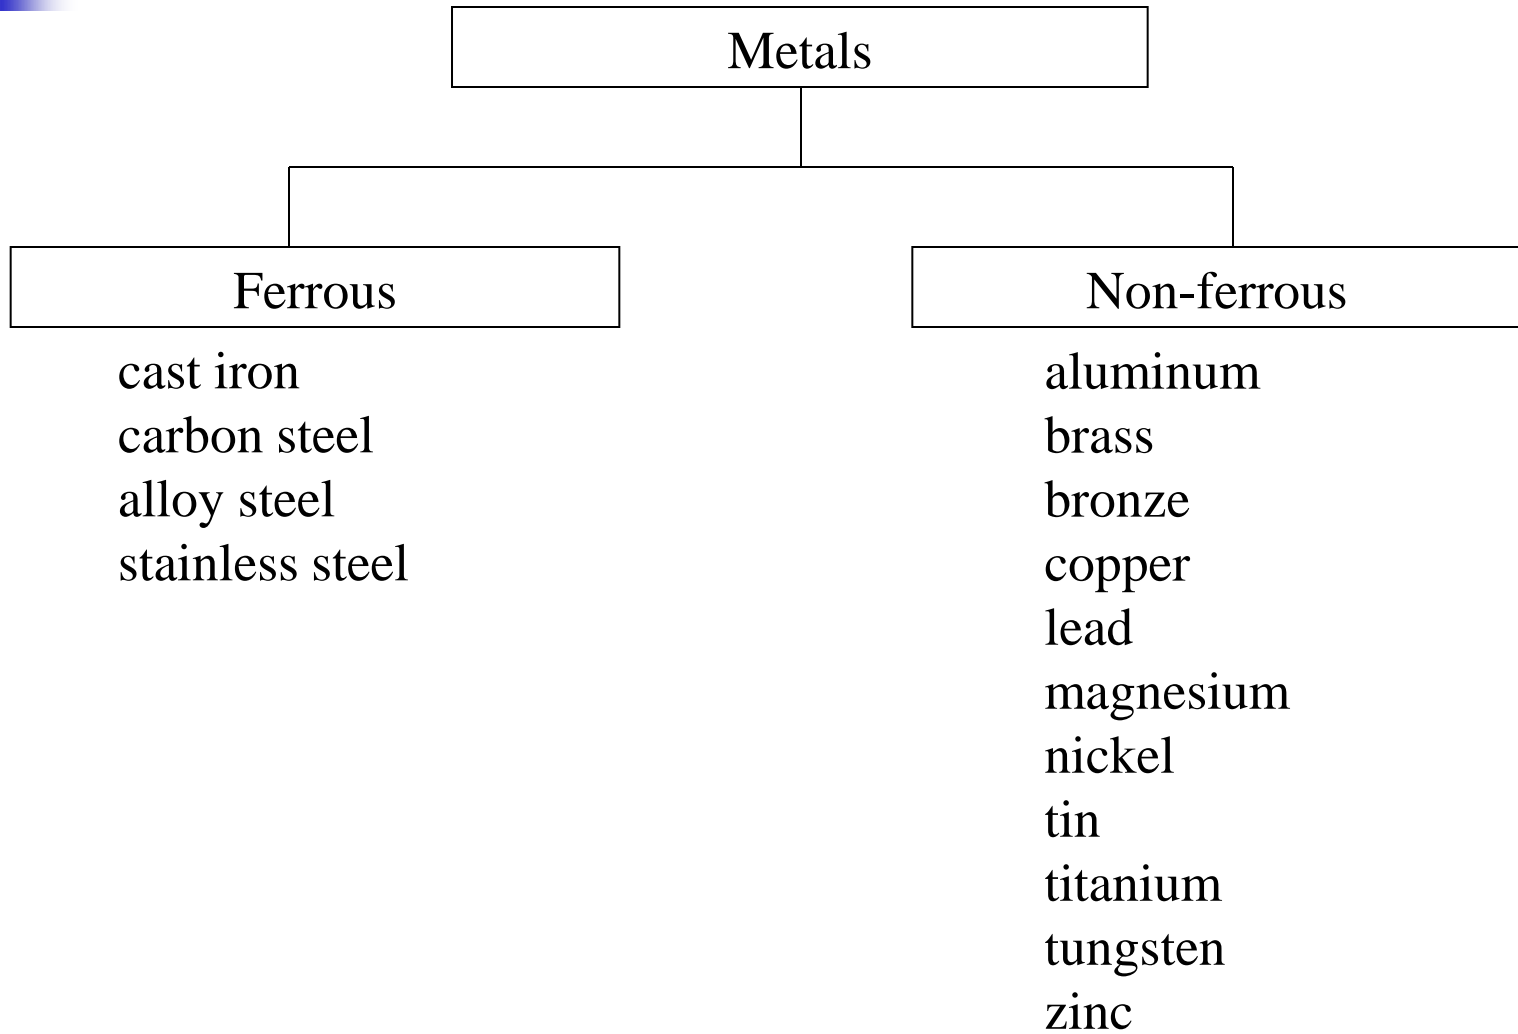 Metals
Ferrous
cast iron
carbon steel
alloy steel
stainless steel
Non-ferrous
aluminum
brass
bronze
copper
lead
magnesium
nickel
tin
titanium
tungsten
zinc